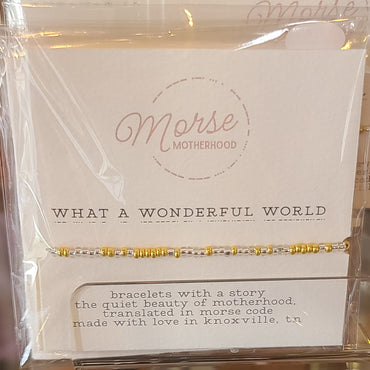 Morse
Morse
MOTHERHOOD
WHAT A WONDERFUL WORLD
bracelets with a story
the quiet beauty of motherhood,
translated in morse code
made with love in knoxville, tn